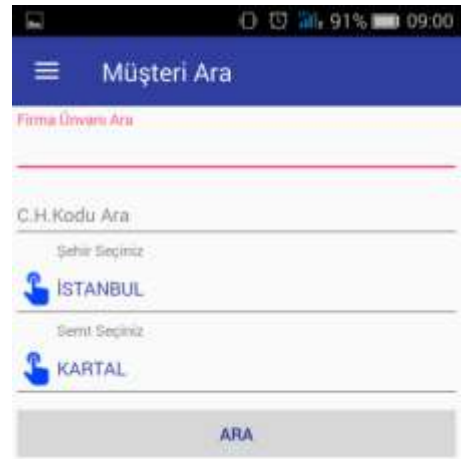 91% 09:00
Müşteri Ara
Firma Ünvanı Ara
C.H.Kodu Ara
Şehir Seçiniz
İSTANBUL
Semt Seçiniz
KARTAL
ARA